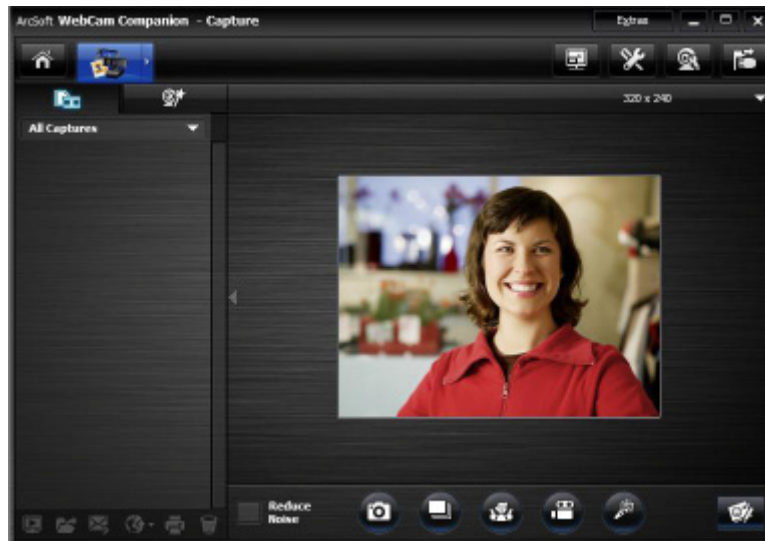 ArcSoft WebCam Companion - Capture
Extras
320 x 240
All Captures
Reduce
Noise